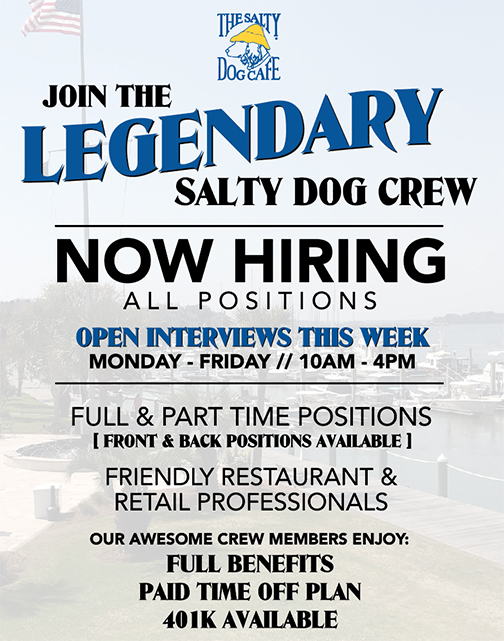 THE SALTY
DOG CAFE
JOIN THE
LEGENDARY
SALTY DOG CREW
NOW HIRING
ALL POSITIONS
OPEN INTERVIEWS THIS WEEK
MONDAY - FRIDAY // 10AM - 4PM
FULL & PART TIME POSITIONS
[ FRONT & BACK POSITIONS AVAILABLE ]
FRIENDLY RESTAURANT &
RETAIL PROFESSIONALS
OUR AWESOME CREW MEMBERS ENJOY:
FULL BENEFITS
PAID TIME OFF PLAN
401K AVAILABLE